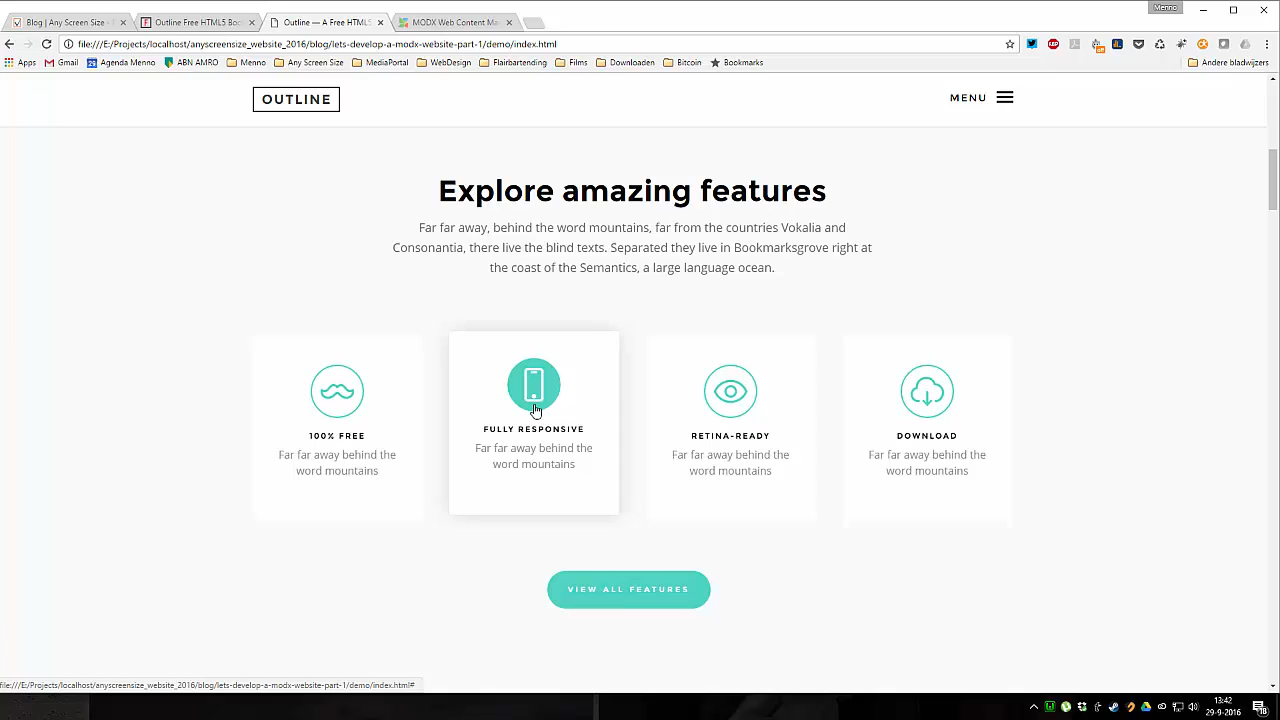 Menno
Blog | Any Screen Size -
Outline Free HTML5 Boo
Outline — A Free HTML5
MODX Web Content Ma
file:///E:/Projects/localhost/anyscreensize_website_2016/blog/lets-develop-a-modx-website-part-1/demo/index.html
Apps
Gmail
Agenda Menno
ABN AMRO
Menno
Any Screen Size
MediaPortal
WebDesign
Flairbartending
Films
Downloaden
Bitcoin
Bookmarks
Andere bladwijzers
OUTLINE
MENU
Explore amazing features
Far far away, behind the word mountains, far from the countries Vokalia and
Consonantia, there live the blind texts. Separated they live in Bookmarksgrove right at
the coast of the Semantics, a large language ocean.
100% FREE
Far far away behind the
word mountains
FULLY RESPONSIVE
Far far away behind the
word mountains
RETINA-READY
Far far away behind the
word mountains
DOWNLOAD
Far far away behind the
word mountains
VIEW ALL FEATURES
file:///E:/Projects/localhost/anyscreensize_website_2016/blog/lets-develop-a-modx-website-part-1/demo/index.html#
13:42
29-9-2016